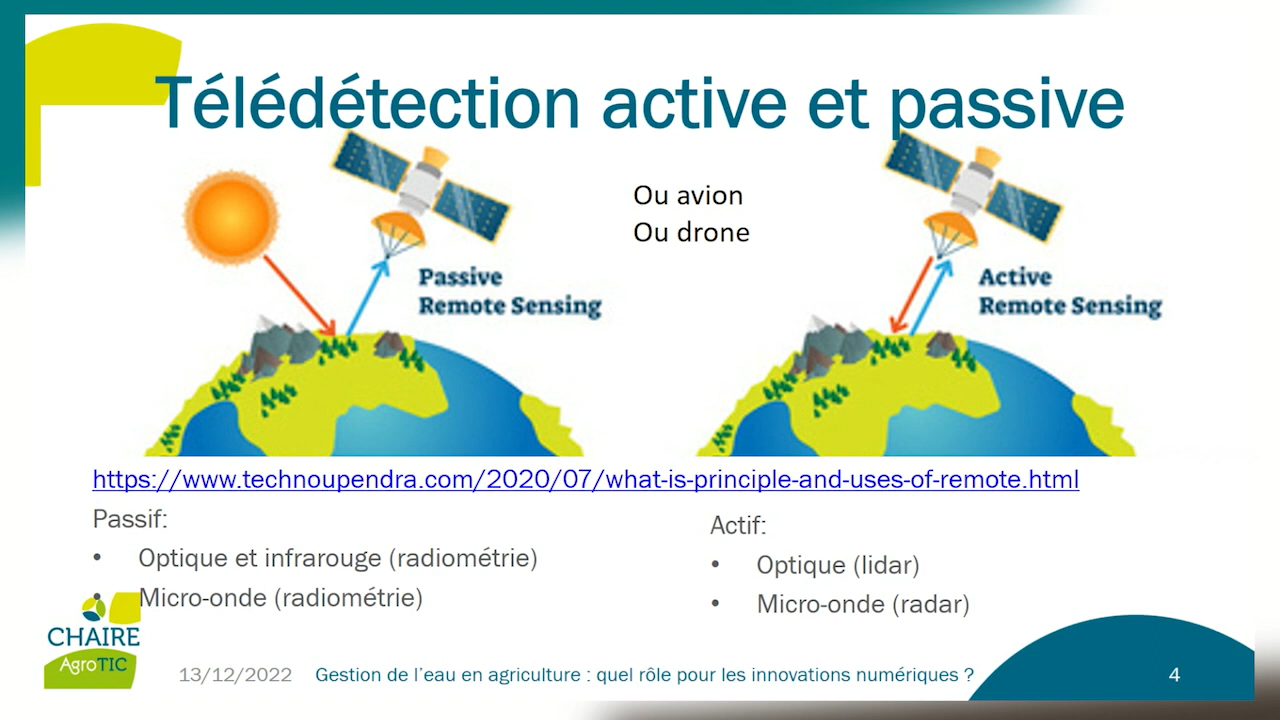 Télédétection active et passive
Ou avion
Ou drone
Passive
Remote Sensing
Active
Remote Sensing
https://www.technoupendra.com/2020/07/what-is-principle-and-uses-of-remote.html
Passif:
• Optique et infrarouge (radiométrie)
• Micro-onde (radiométrie)
Actif:
• Optique (lidar)
• Micro-onde (radar)
CHAIRE
AgroTIC
13/12/2022
Gestion de l’eau en agriculture : quel rôle pour les innovations numériques ?
4